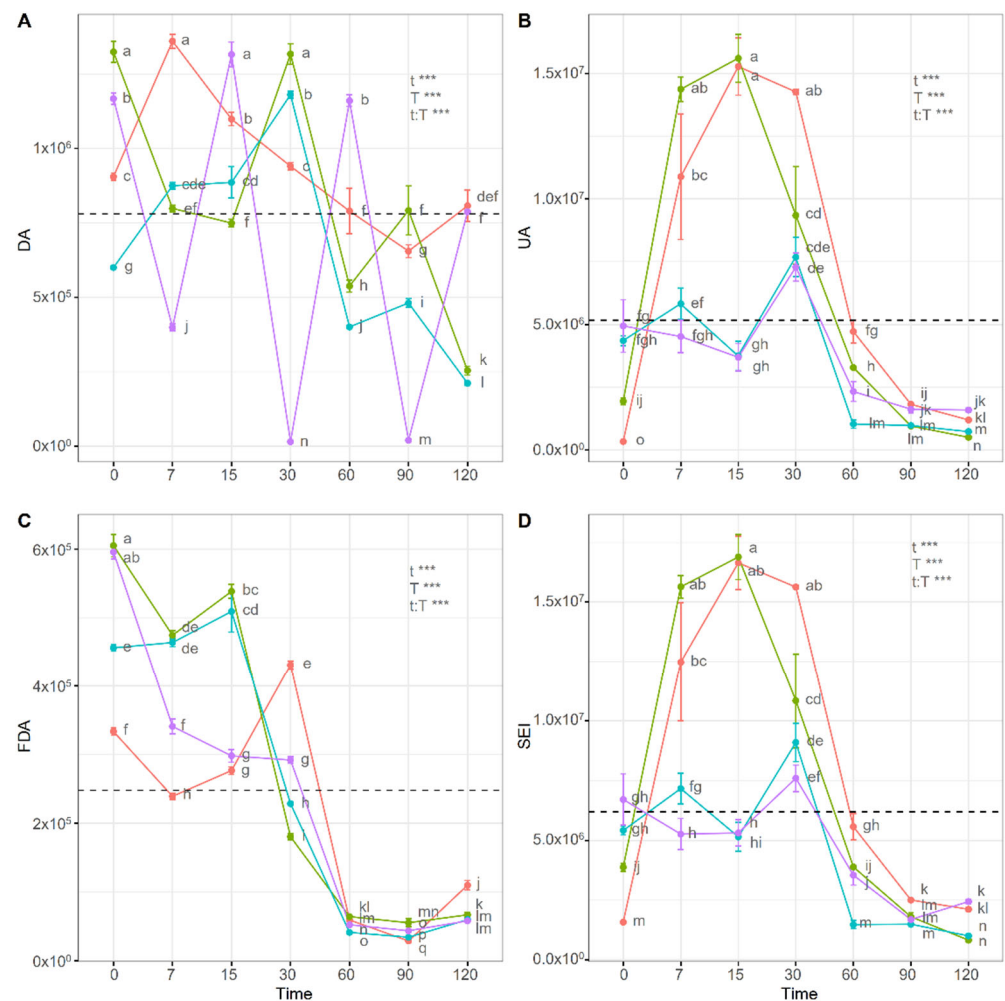 A
a
a
a
a
b
b
b
b
c
c
cde
cd
ef
f
f
f
def
f
g
g
h
i
j
j
k
l
n
m
t ***
T ***
t:T ***
1x10⁶
5x10⁵
0x10⁰
DA
0 7 15 30 60 90 120
B
a
a
ab
ab
bc
cd
cde
de
ef
fg
fgh
fgh
gh
gh
fg
h
i
ij
ij
jk
jk
kl
lm
lm
lm
m
n
o
t ***
T ***
t:T ***
1.5x10⁷
1.0x10⁷
5.0x10⁶
0.0x10⁰
UA
0 7 15 30 60 90 120
C
a
ab
bc
cd
de
de
e
e
f
f
g
g
g
h
h
i
j
kl
lm
n
o
mn
o
p
q
k
lm
lm
t ***
T ***
t:T ***
6x10⁵
4x10⁵
2x10⁵
0x10⁰
FDA
0 7 15 30 60 90 120
Time
D
a
ab
ab
ab
bc
cd
de
ef
fg
gh
gh
h
h
hi
gh
ij
ij
j
k
k
kl
lm
lm
m
m
m
n
n
t ***
T ***
t:T ***
1.5x10⁷
1.0x10⁷
5.0x10⁶
0.0x10⁰
SEI
0 7 15 30 60 90 120
Time